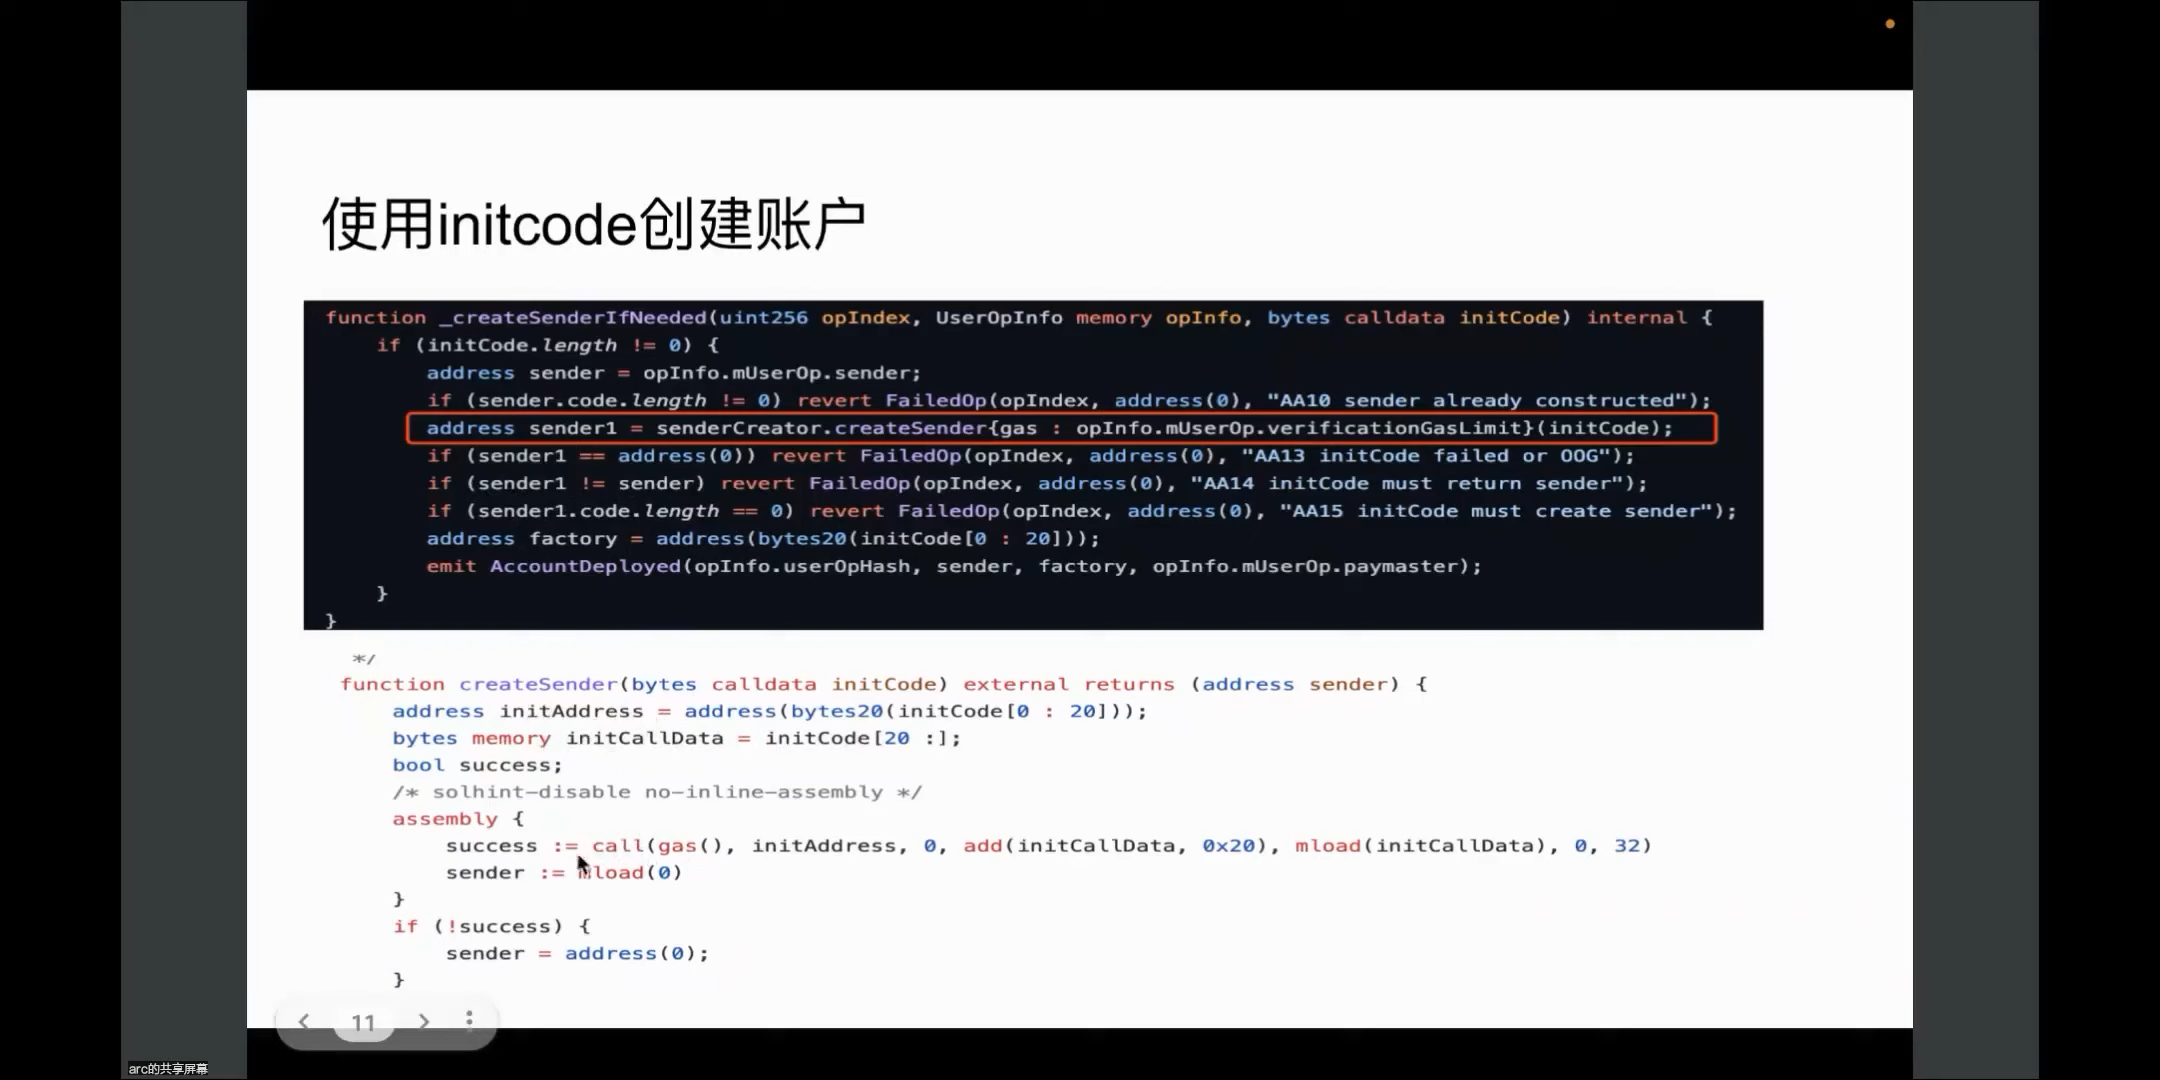 使用initcode创建账户
function _createSenderIfNeeded(uint256 opIndex, UserOpInfo memory opInfo, bytes calldata initCode) internal {
if (initCode.length != 0) {
address sender = opInfo.mUserOp.sender;
if (sender.code.length != 0) revert FailedOp(opIndex, address(0), "AA10 sender already constructed");
address sender1 = senderCreator.createSender{gas : opInfo.mUserOp.verificationGasLimit}(initCode);
if (sender1 == address(0)) revert FailedOp(opIndex, address(0), "AA13 initCode failed or OOG");
if (sender1 != sender) revert FailedOp(opIndex, address(0), "AA14 initCode must return sender");
if (sender1.code.length == 0) revert FailedOp(opIndex, address(0), "AA15 initCode must create sender");
address factory = address(bytes20(initCode[0 : 20]));
emit AccountDeployed(opInfo.userOpHash, sender, factory, opInfo.mUserOp.paymaster);
}
}
*/
function createSender(bytes calldata initCode) external returns (address sender) {
address initAddress = address(bytes20(initCode[0 : 20]));
bytes memory initCallData = initCode[20 :];
bool success;
/* solhint-disable no-inline-assembly */
assembly {
success := call(gas(), initAddress, 0, add(initCallData, 0x20), mload(initCallData), 0, 32)
sender := mload(0)
}
if (!success) {
sender = address(0);
}
11
arc的共享屏幕